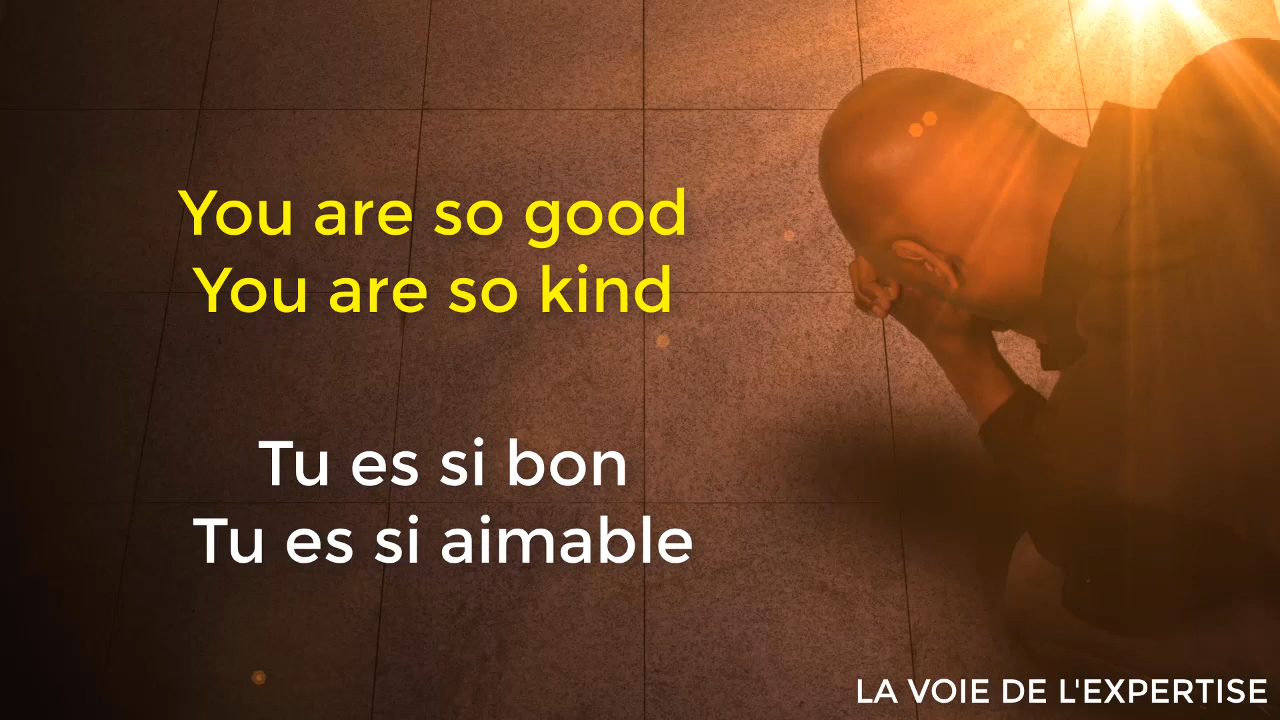 You are so good
You are so kind
Tu es si bon
Tu es si aimable
LA VOIE DE L'EXPERTISE